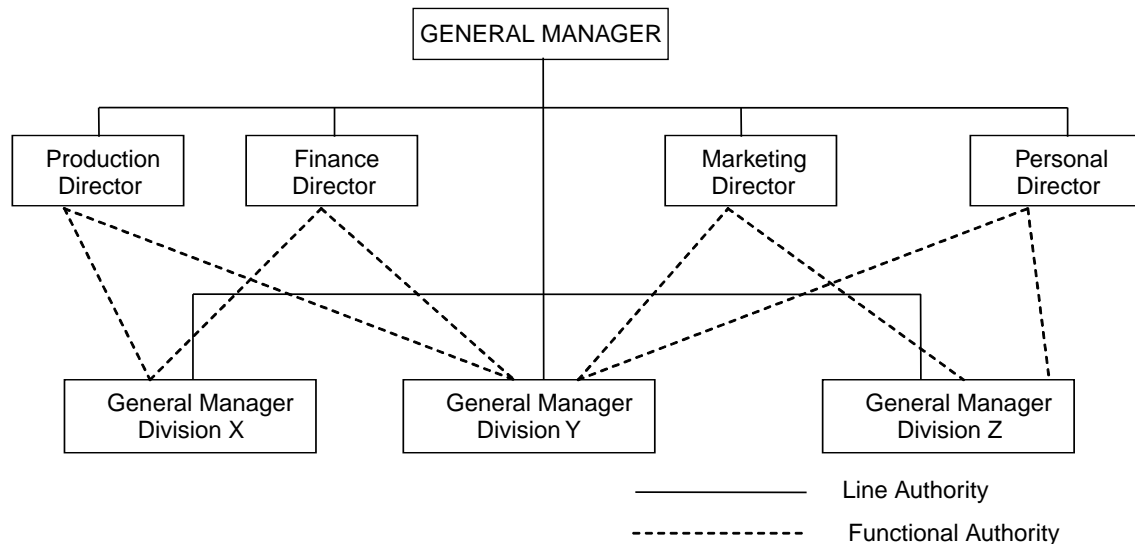 GENERAL MANAGER
Production
Director
Finance
Director
Marketing
Director
Personal
Director
General Manager
Division X
General Manager
Division Y
General Manager
Division Z
Line Authority
Functional Authority